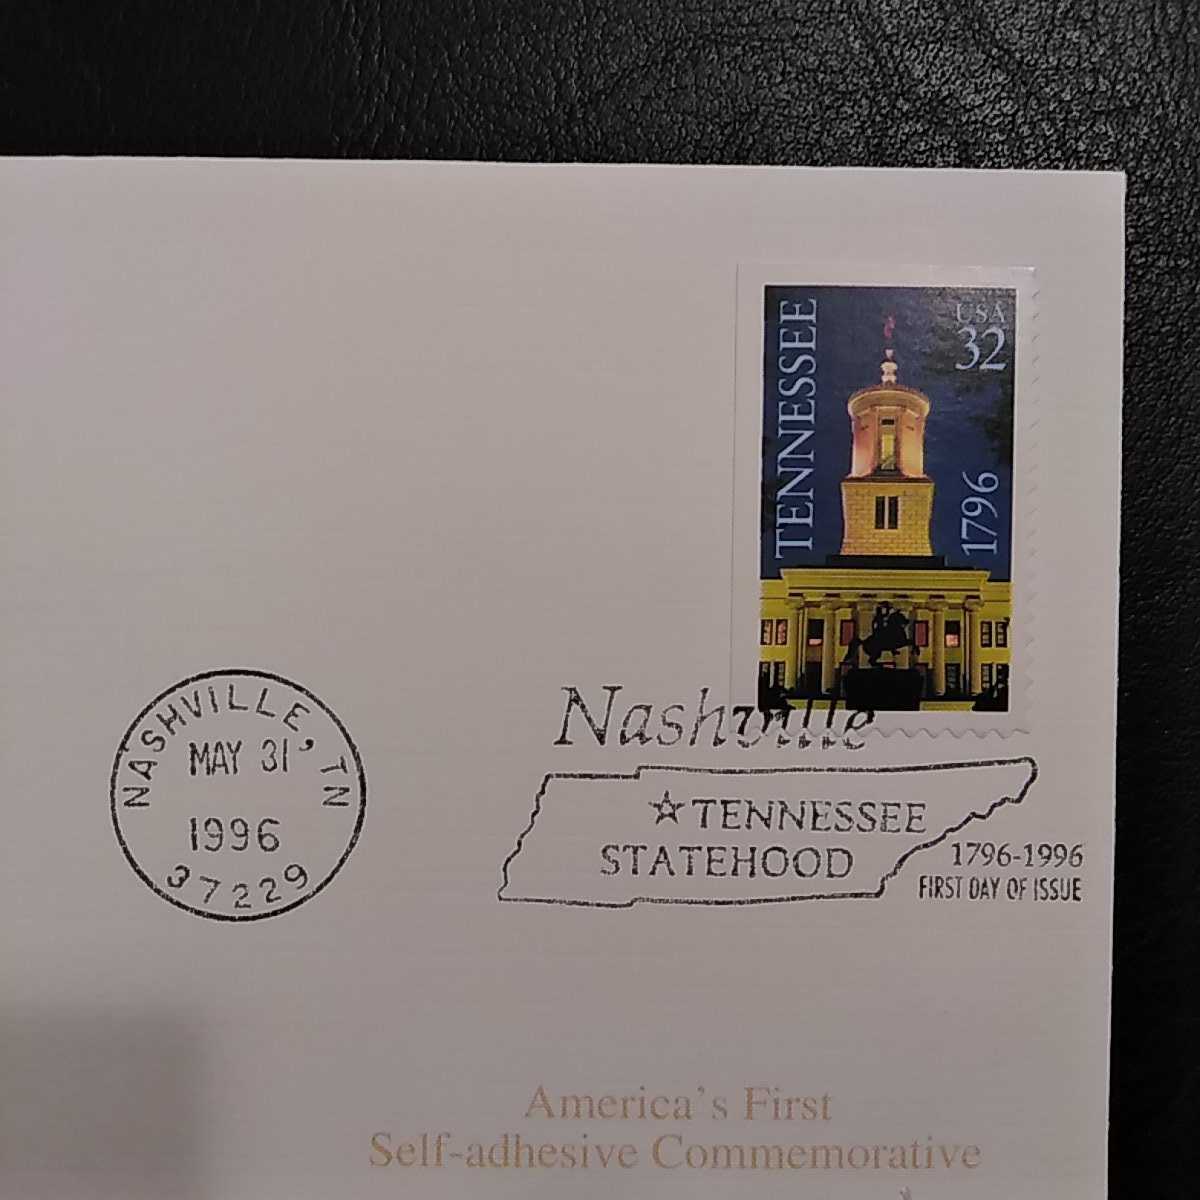 TENNESSEE
USA
32
1796
NASHVILLE, TN
MAY 31
1996
37229
Nashville
TENNESSEE
STATEHOOD
1796-1996
FIRST DAY OF ISSUE
America's First
Self-adhesive Commemorative